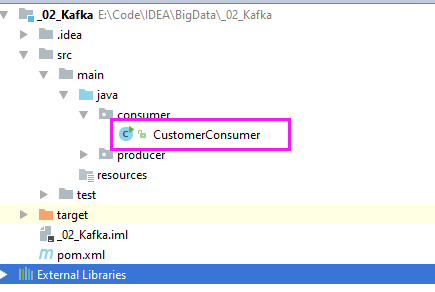 _02_Kafka E:\Code\IDEA\BigData\_02_Kafka
.idea
src
main
java
consumer
CustomerConsumer
producer
resources
test
target
_02_Kafka.iml
pom.xml
External Libraries